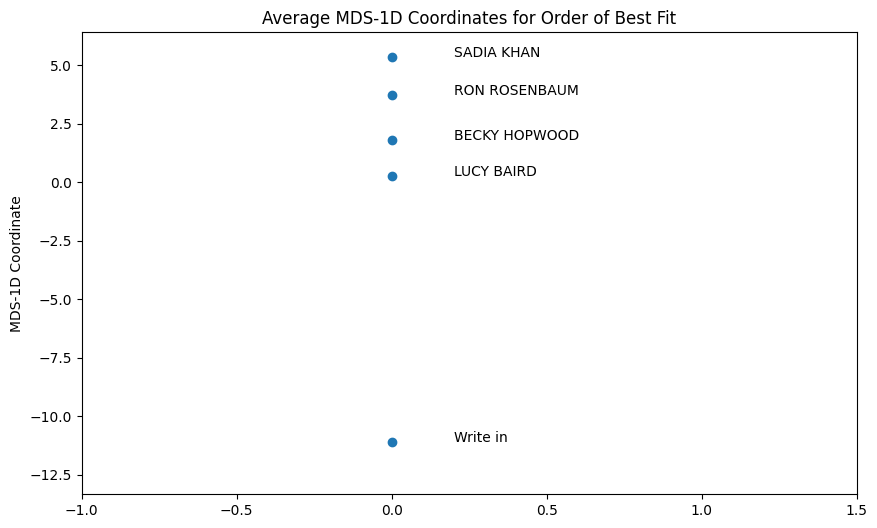 Average MDS-1D Coordinates for Order of Best Fit
MDS-1D Coordinate
5.0
2.5
0.0
−2.5
−5.0
−7.5
−10.0
−12.5
SADIA KHAN
RON ROSENBAUM
BECKY HOPWOOD
LUCY BAIRD
Write in
−1.0 −0.5 0.0 0.5 1.0 1.5